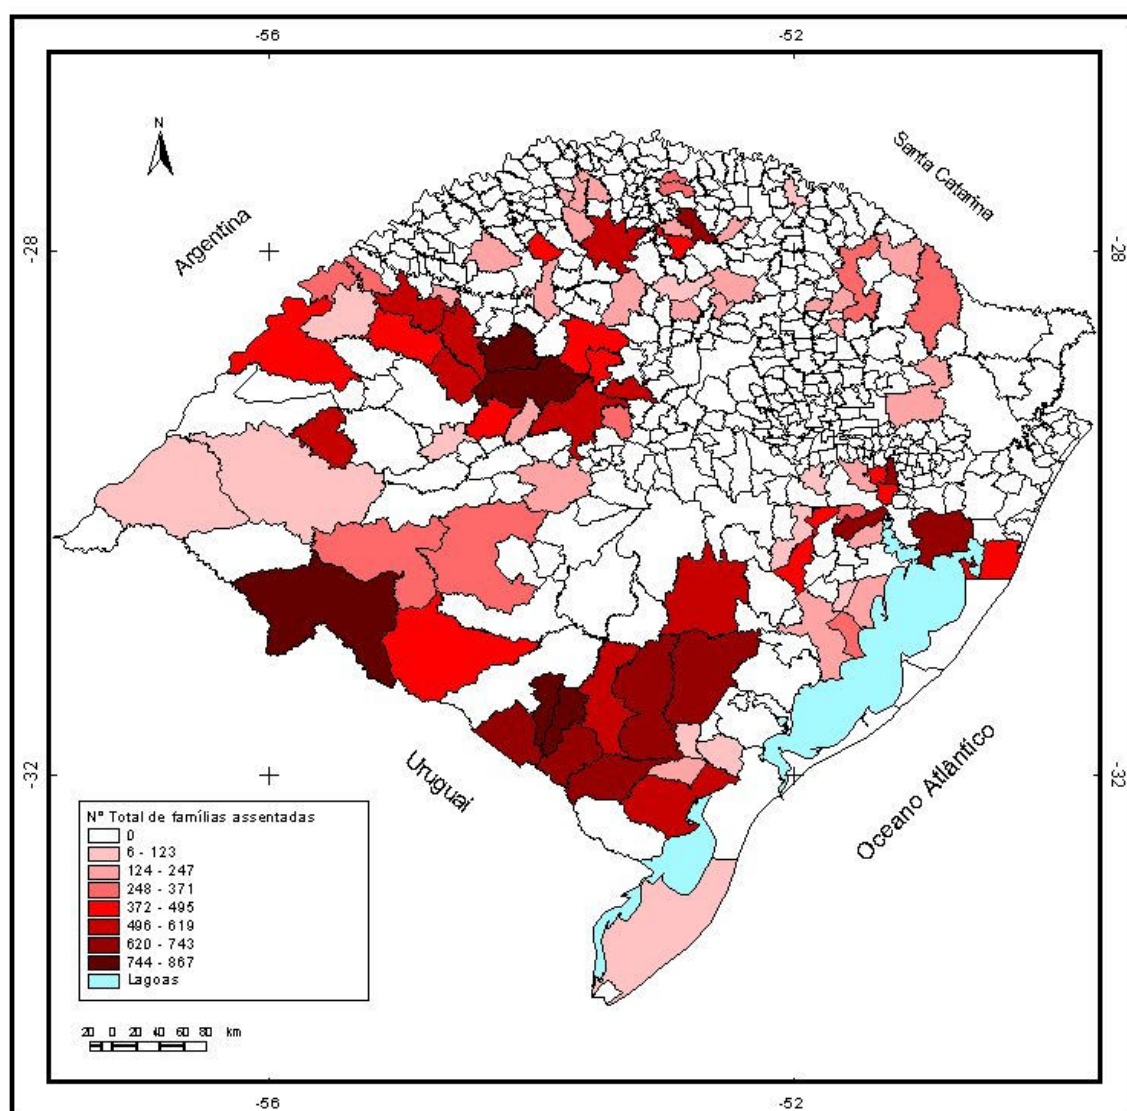 -56
-52
N
Santa Catarina
Argentina
-28
-28
Uruguai
Oceano Atlântico
-32
-32
Nº Total de famílias assentadas
0
6 - 123
124 - 247
248 - 371
372 - 495
496 - 619
620 - 743
744 - 867
Lagoas
20 0 20 40 60 80 km
-56
-52